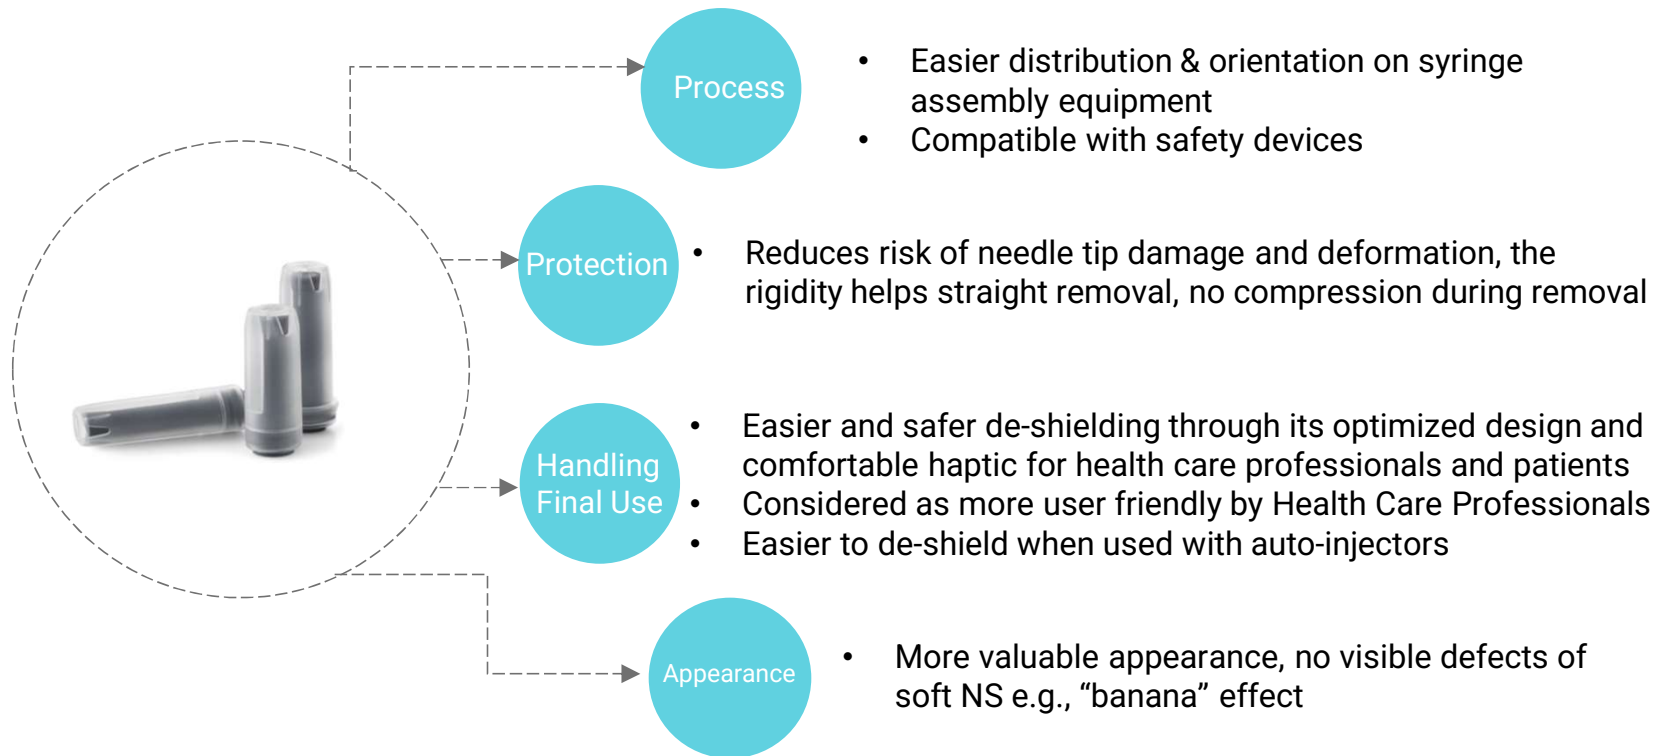 Process
• Easier distribution & orientation on syringe
assembly equipment
• Compatible with safety devices
Protection
• Reduces risk of needle tip damage and deformation, the
rigidity helps straight removal, no compression during removal
Handling
Final Use
• Easier and safer de-shielding through its optimized design and
comfortable haptic for health care professionals and patients
• Considered as more user friendly by Health Care Professionals
• Easier to de-shield when used with auto-injectors
Appearance
• More valuable appearance, no visible defects of
soft NS e.g., “banana” effect